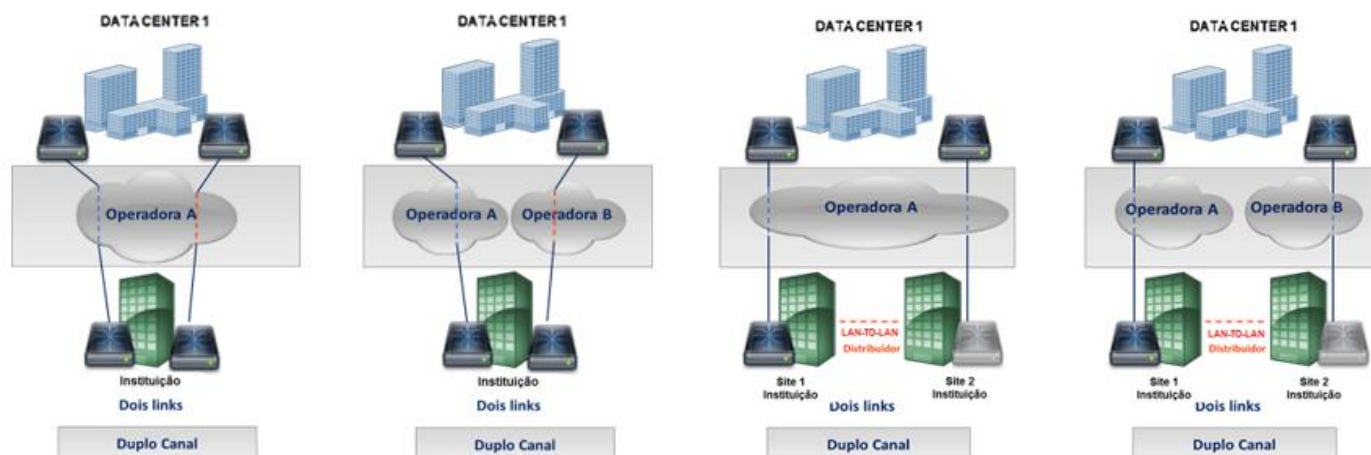 DATA CENTER 1
Operadora A
Instituição
Dois links
Duplo Canal
DATA CENTER 1
Operadora A
Operadora B
Instituição
Dois links
Duplo Canal
DATA CENTER 1
Operadora A
LAN-TO-LAN
Distribuidor
Site 1
Instituição
Site 2
Instituição
Dois links
Duplo Canal
DATA CENTER 1
Operadora A
Operadora B
LAN-TO-LAN
Distribuidor
Site 1
Instituição
Site 2
Instituição
Dois links
Duplo Canal